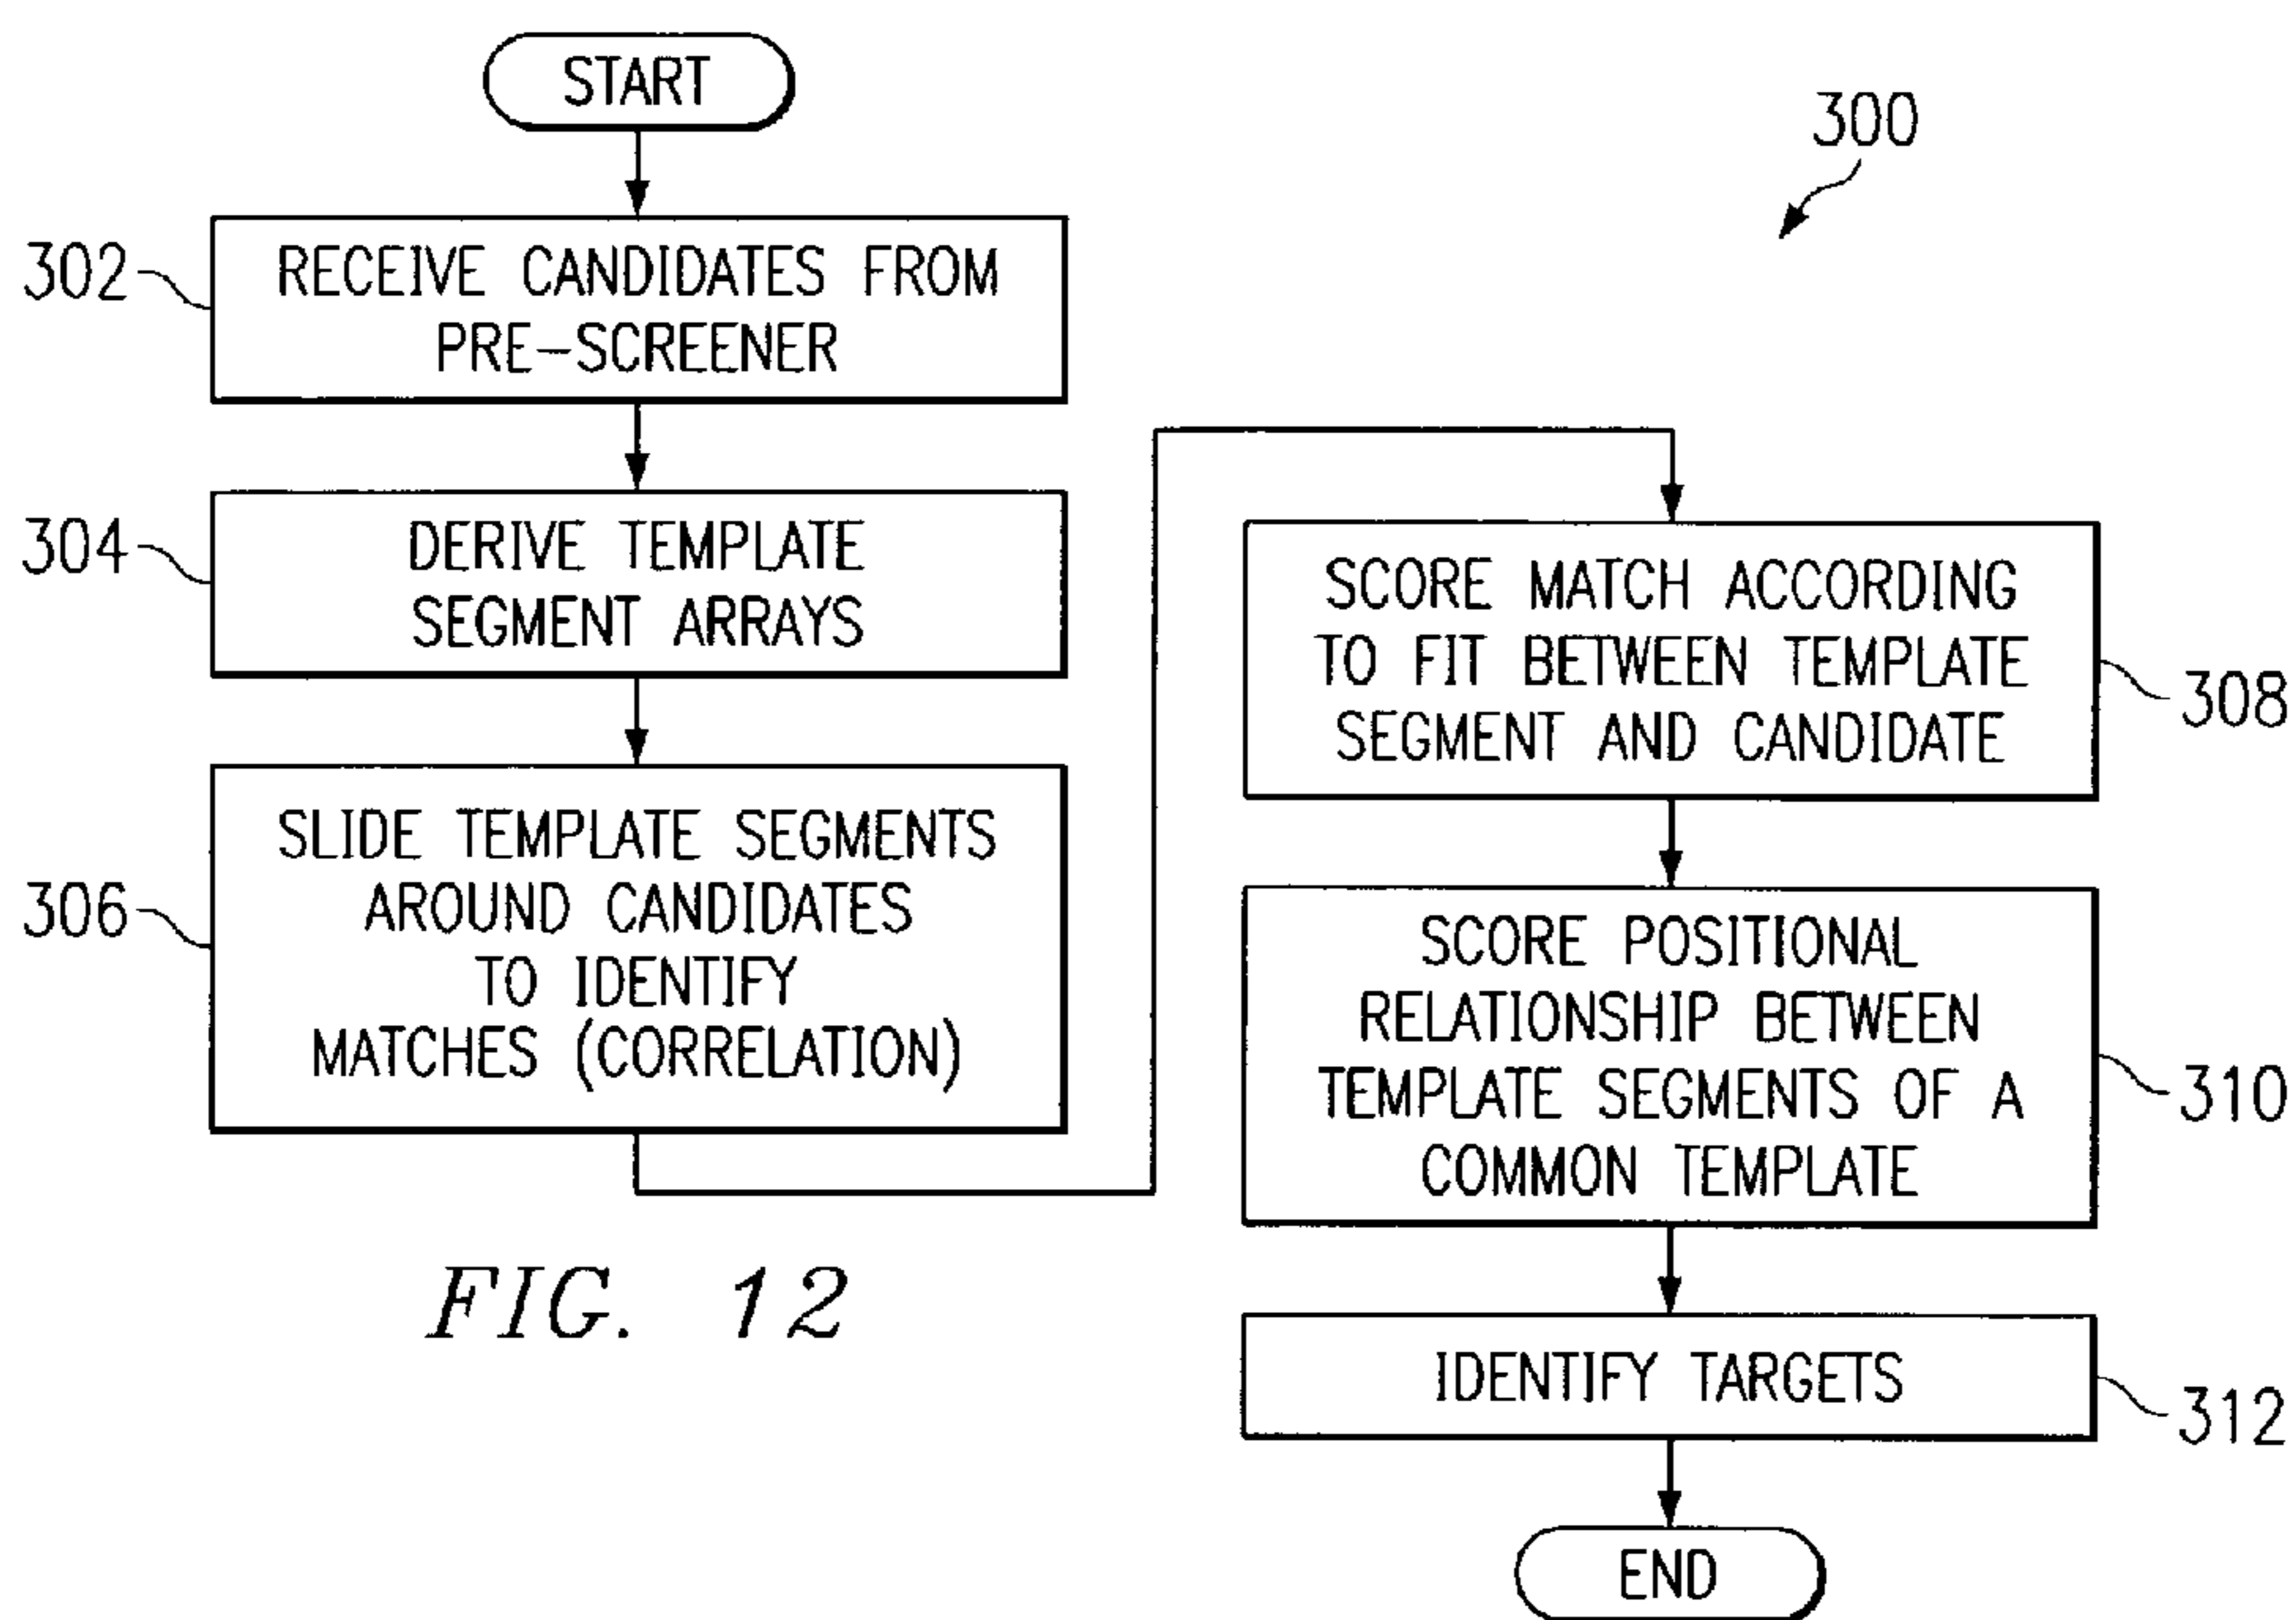 START
300
302
RECEIVE CANDIDATES FROM
PRE-SCREENER
304
DERIVE TEMPLATE
SEGMENT ARRAYS
306
SLIDE TEMPLATE SEGMENTS
AROUND CANDIDATES
TO IDENTIFY
MATCHES (CORRELATION)
SCORE MATCH ACCORDING
TO FIT BETWEEN TEMPLATE
SEGMENT AND CANDIDATE
308
SCORE POSITIONAL
RELATIONSHIP BETWEEN
TEMPLATE SEGMENTS OF A
COMMON TEMPLATE
310
IDENTIFY TARGETS
312
END
FIG. 12